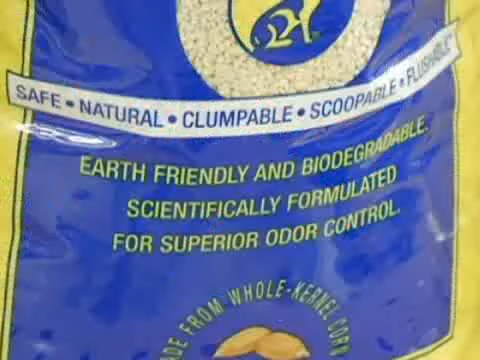 SAFE • NATURAL • CLUMPABLE • SCOOPABLE • FLUSHABLE
EARTH FRIENDLY AND BIODEGRADABLE.
SCIENTIFICALLY FORMULATED
FOR SUPERIOR ODOR CONTROL.
FROM WHOLE-KERNEL CORN